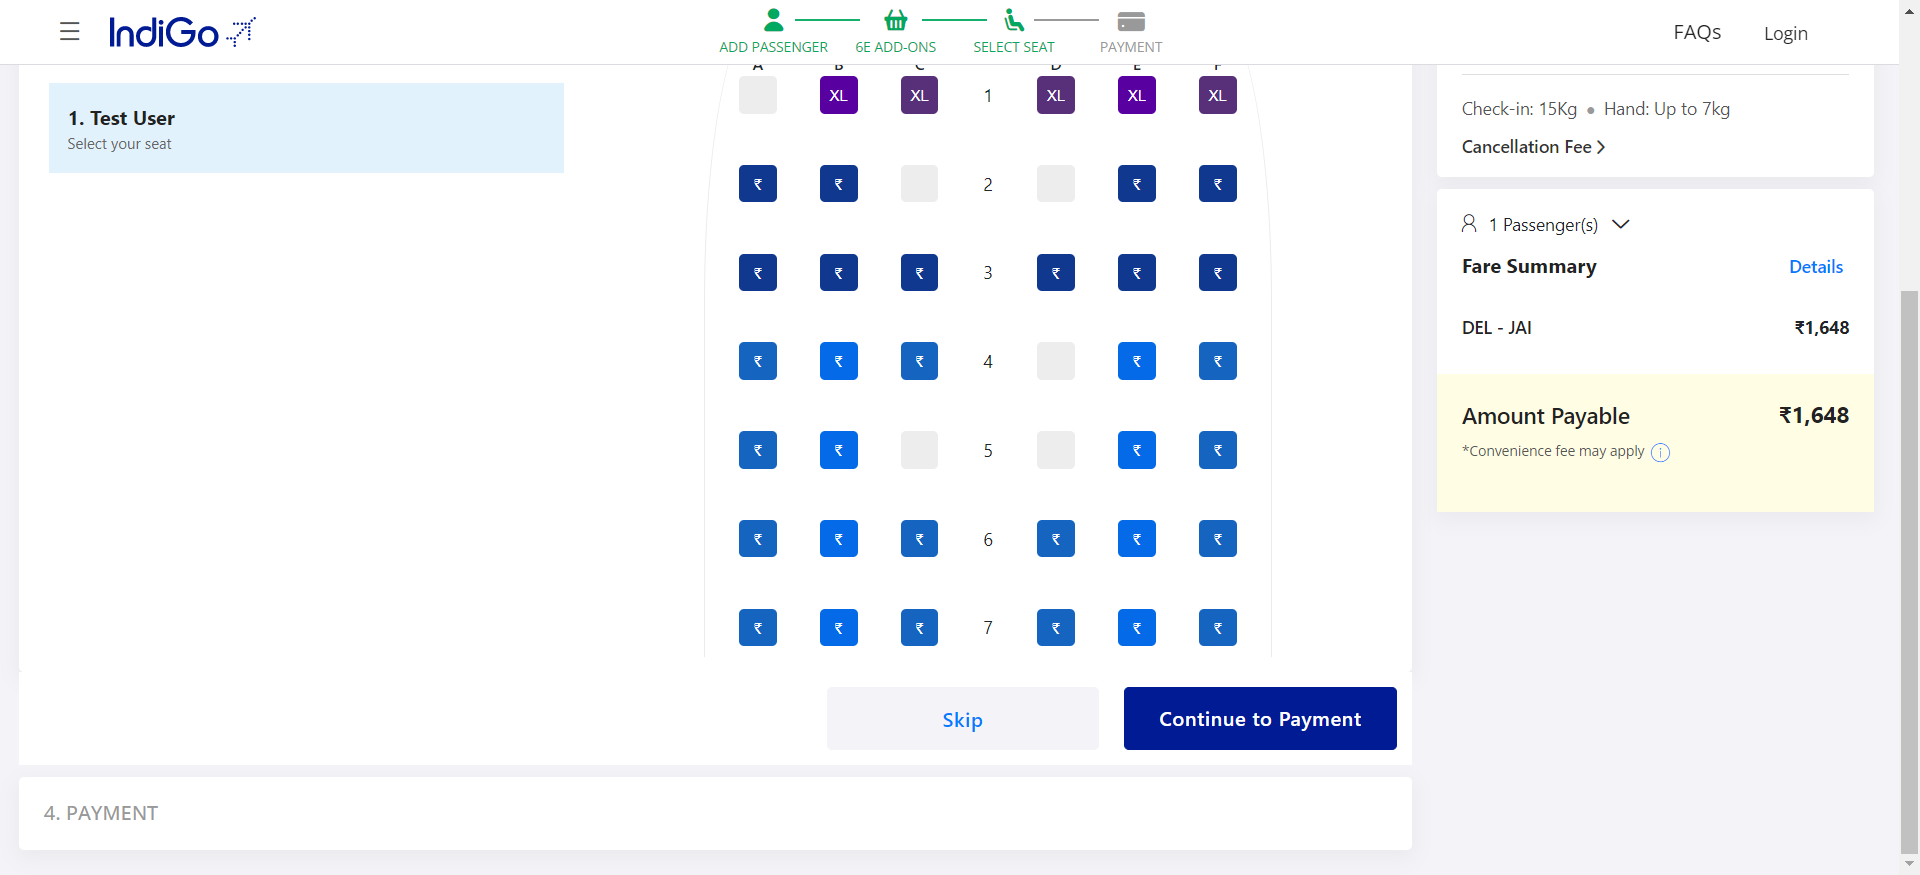 IndiGo
ADD PASSENGER
6E ADD-ONS
SELECT SEAT
PAYMENT
FAQs
Login
1. Test User
Select your seat
A B C D E F
XL XL 1 XL XL XL
₹ ₹ 2 ₹ ₹
₹ ₹ ₹ 3 ₹ ₹ ₹
₹ ₹ ₹ 4 ₹ ₹
₹ ₹ 5 ₹ ₹
₹ ₹ ₹ 6 ₹ ₹ ₹
₹ ₹ ₹ 7 ₹ ₹ ₹
Skip
Continue to Payment
4. PAYMENT
Check-in: 15Kg ● Hand: Up to 7kg
Cancellation Fee >
1 Passenger(s)
Fare Summary Details
DEL - JAI ₹1,648
Amount Payable ₹1,648
*Convenience fee may apply i